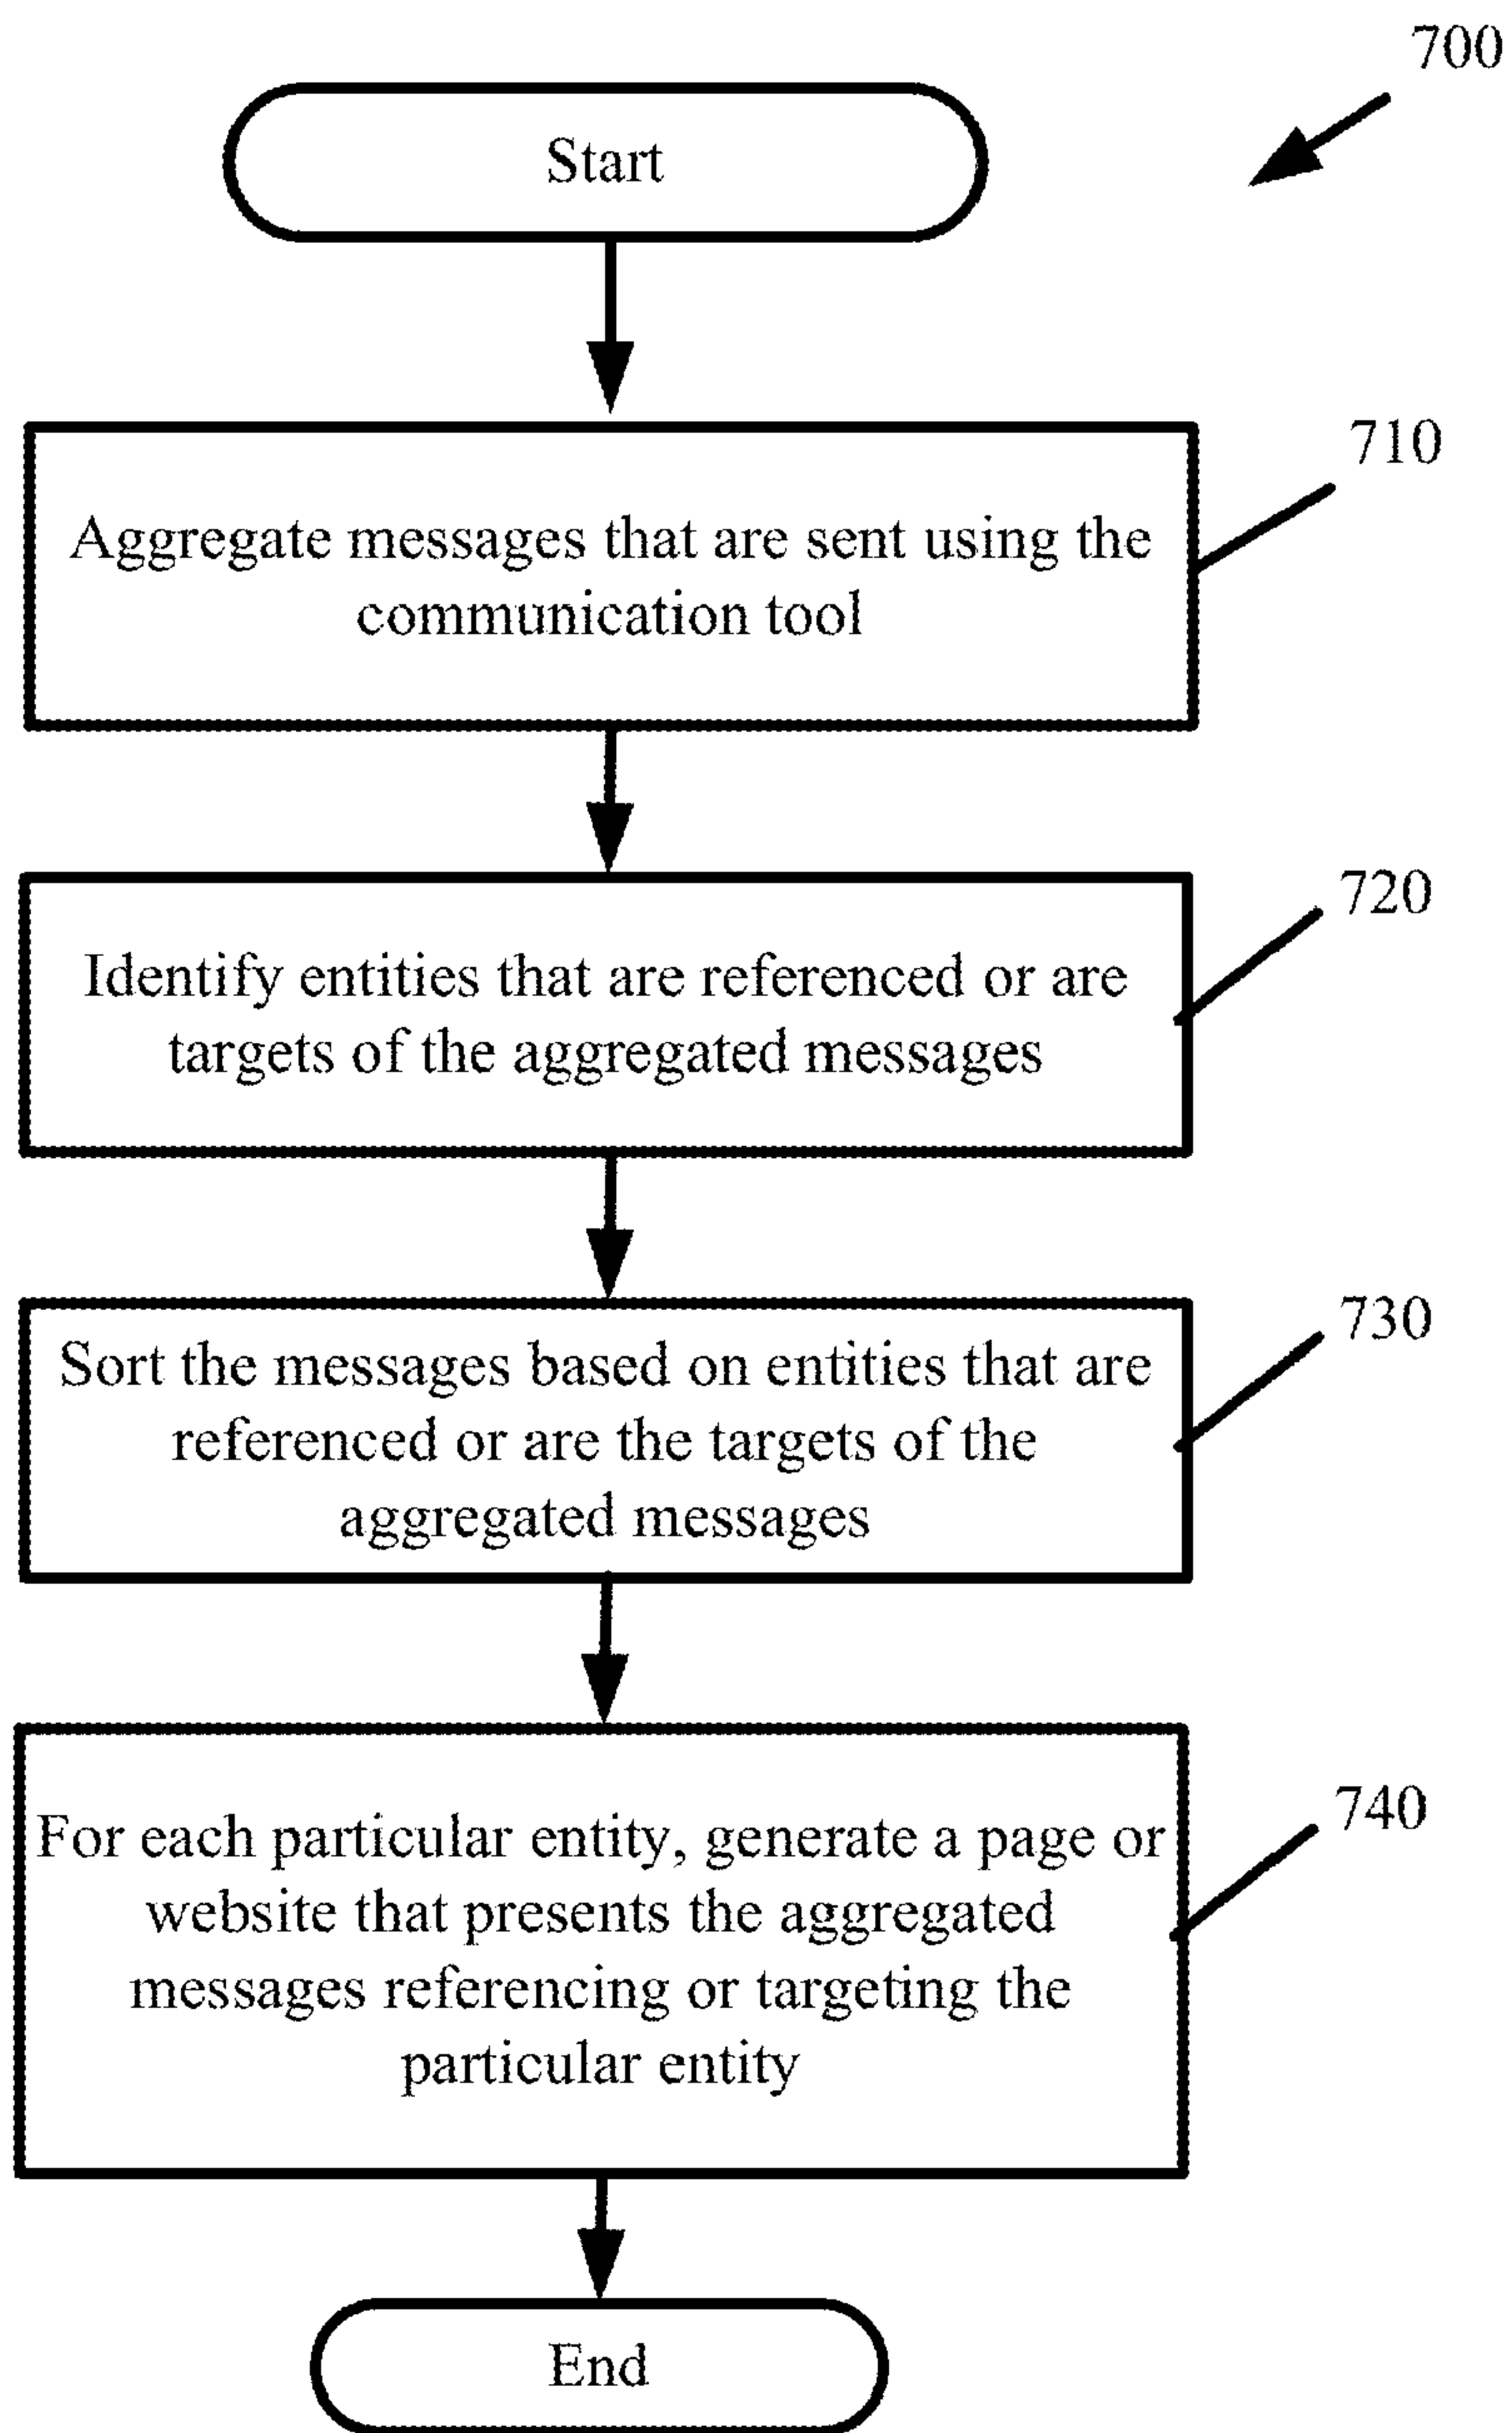 700
Start
710
Aggregate messages that are sent using the
communication tool
720
Identify entities that are referenced or are
targets of the aggregated messages
730
Sort the messages based on entities that are
referenced or are the targets of the
aggregated messages
740
For each particular entity, generate a page or
website that presents the aggregated
messages referencing or targeting the
particular entity
End